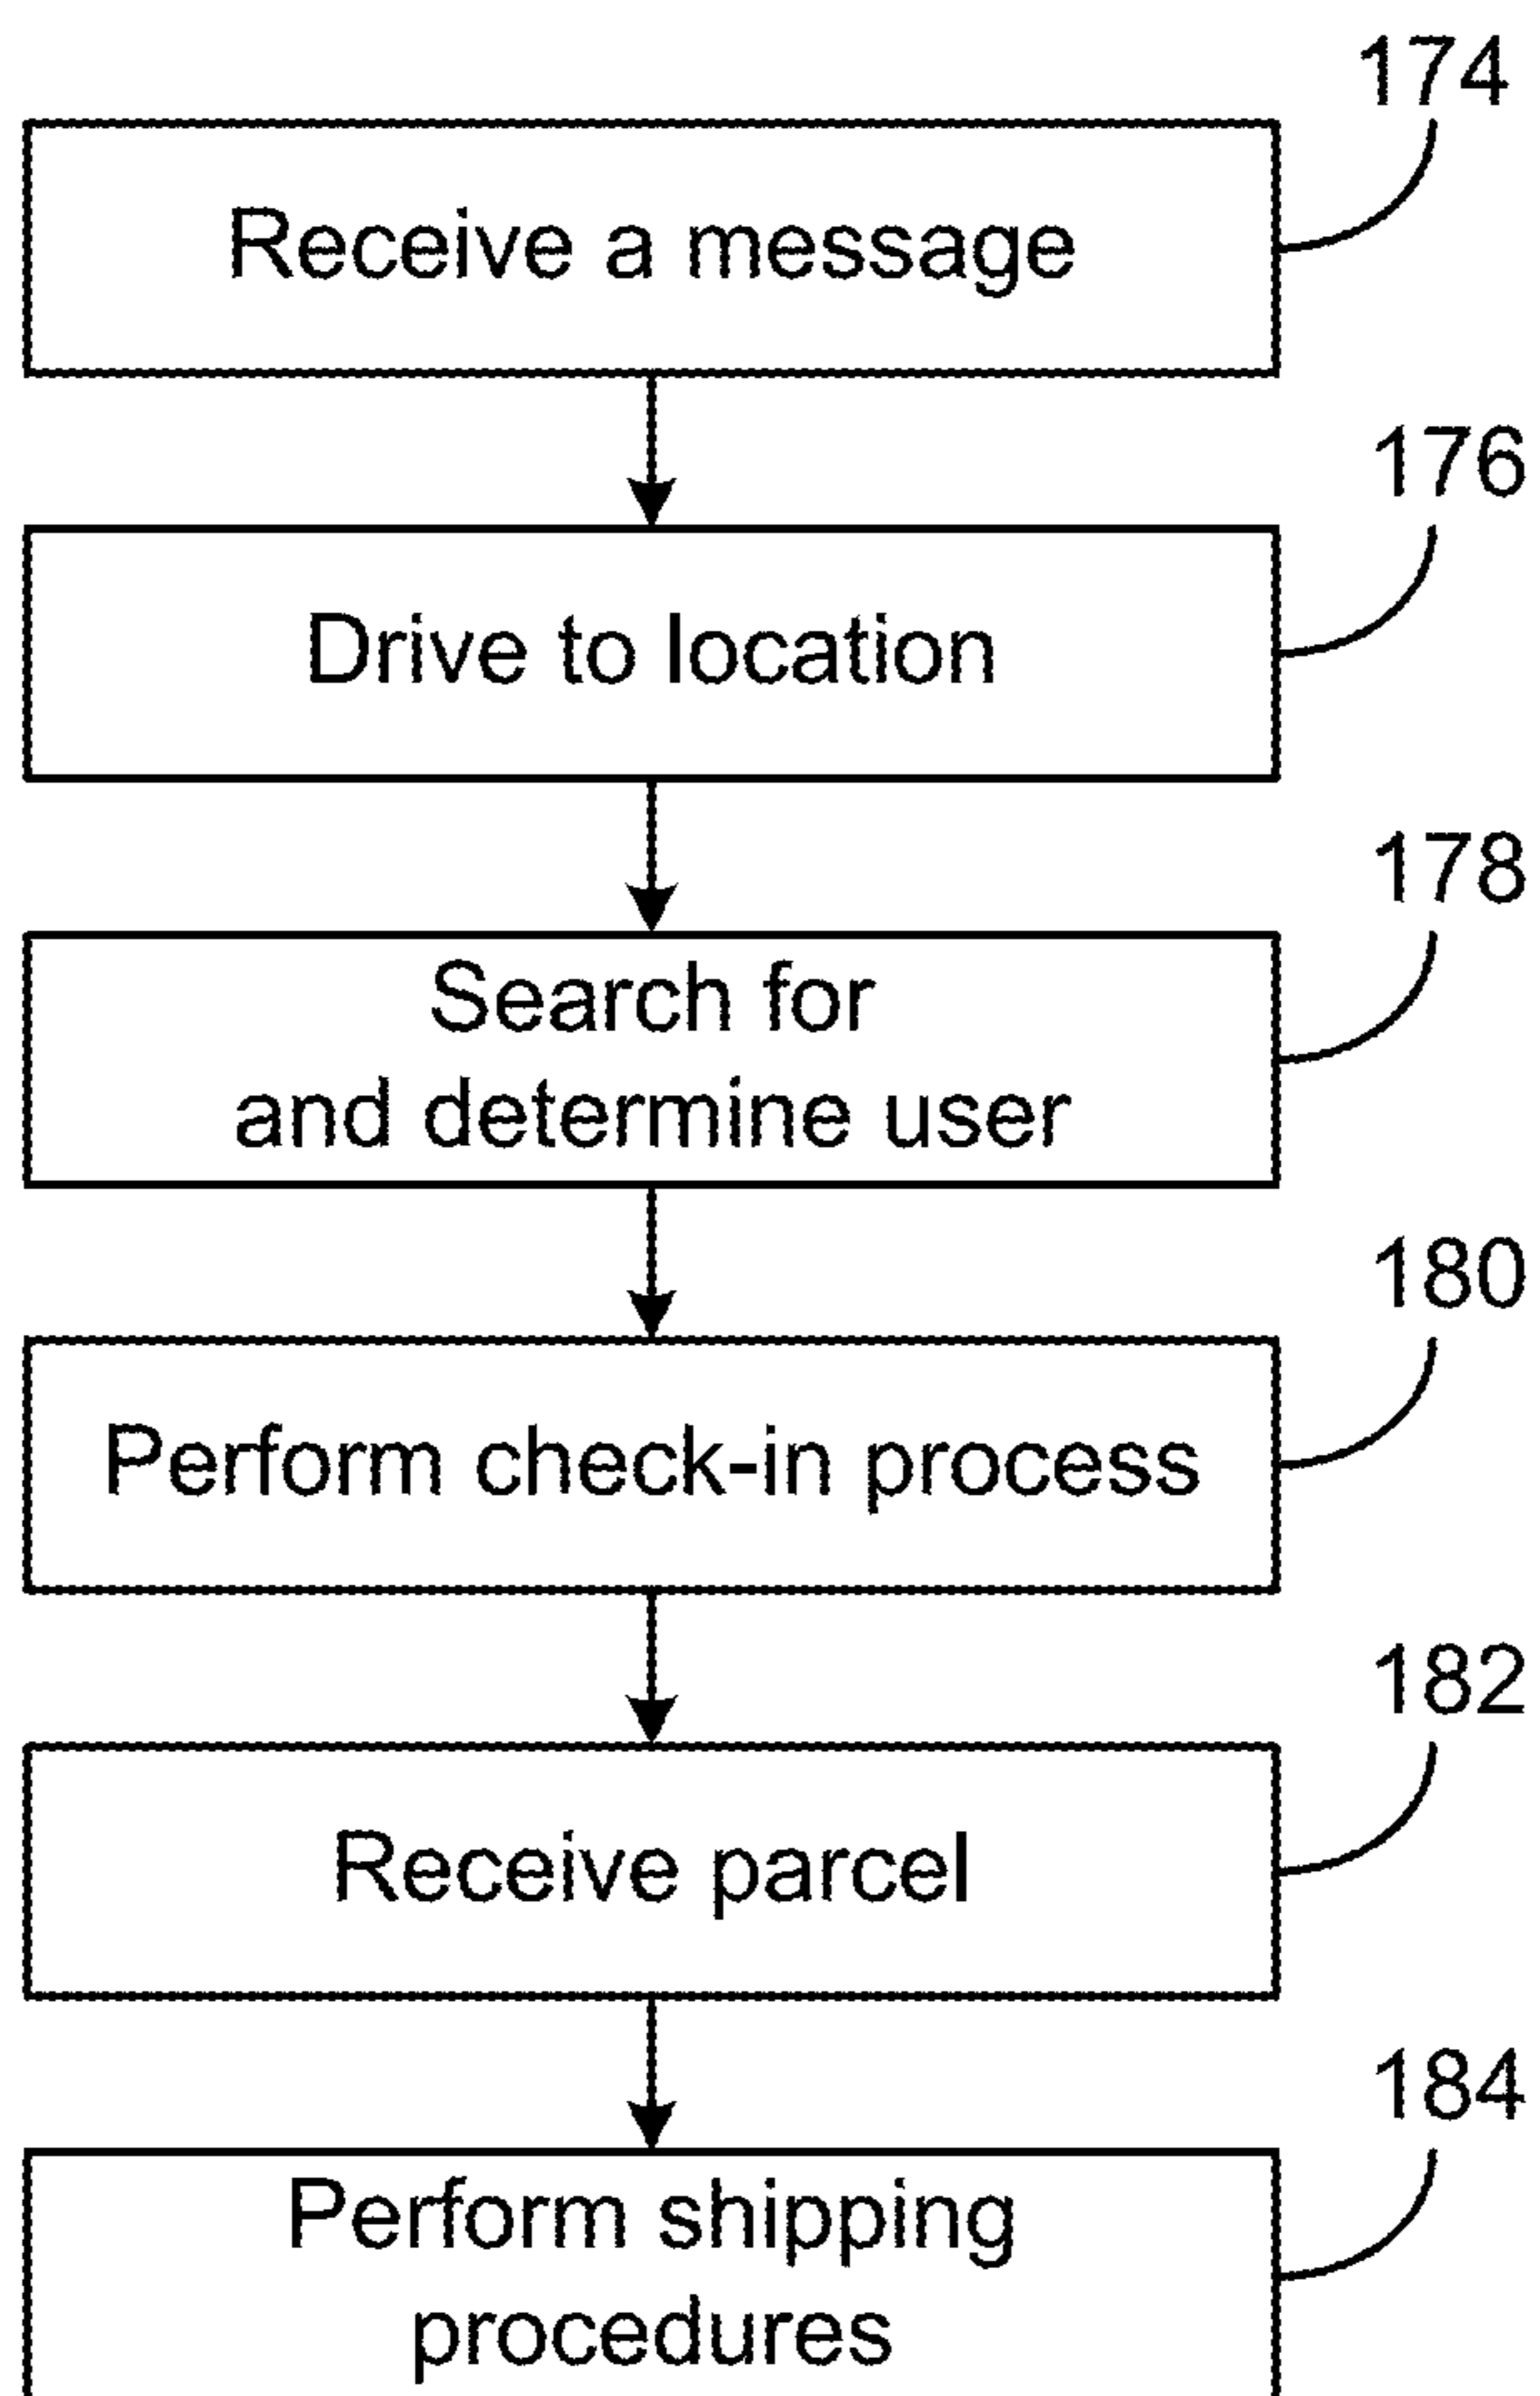 174
Receive a message
176
Drive to location
178
Search for
and determine user
180
Perform check-in process
182
Receive parcel
184
Perform shipping
procedures